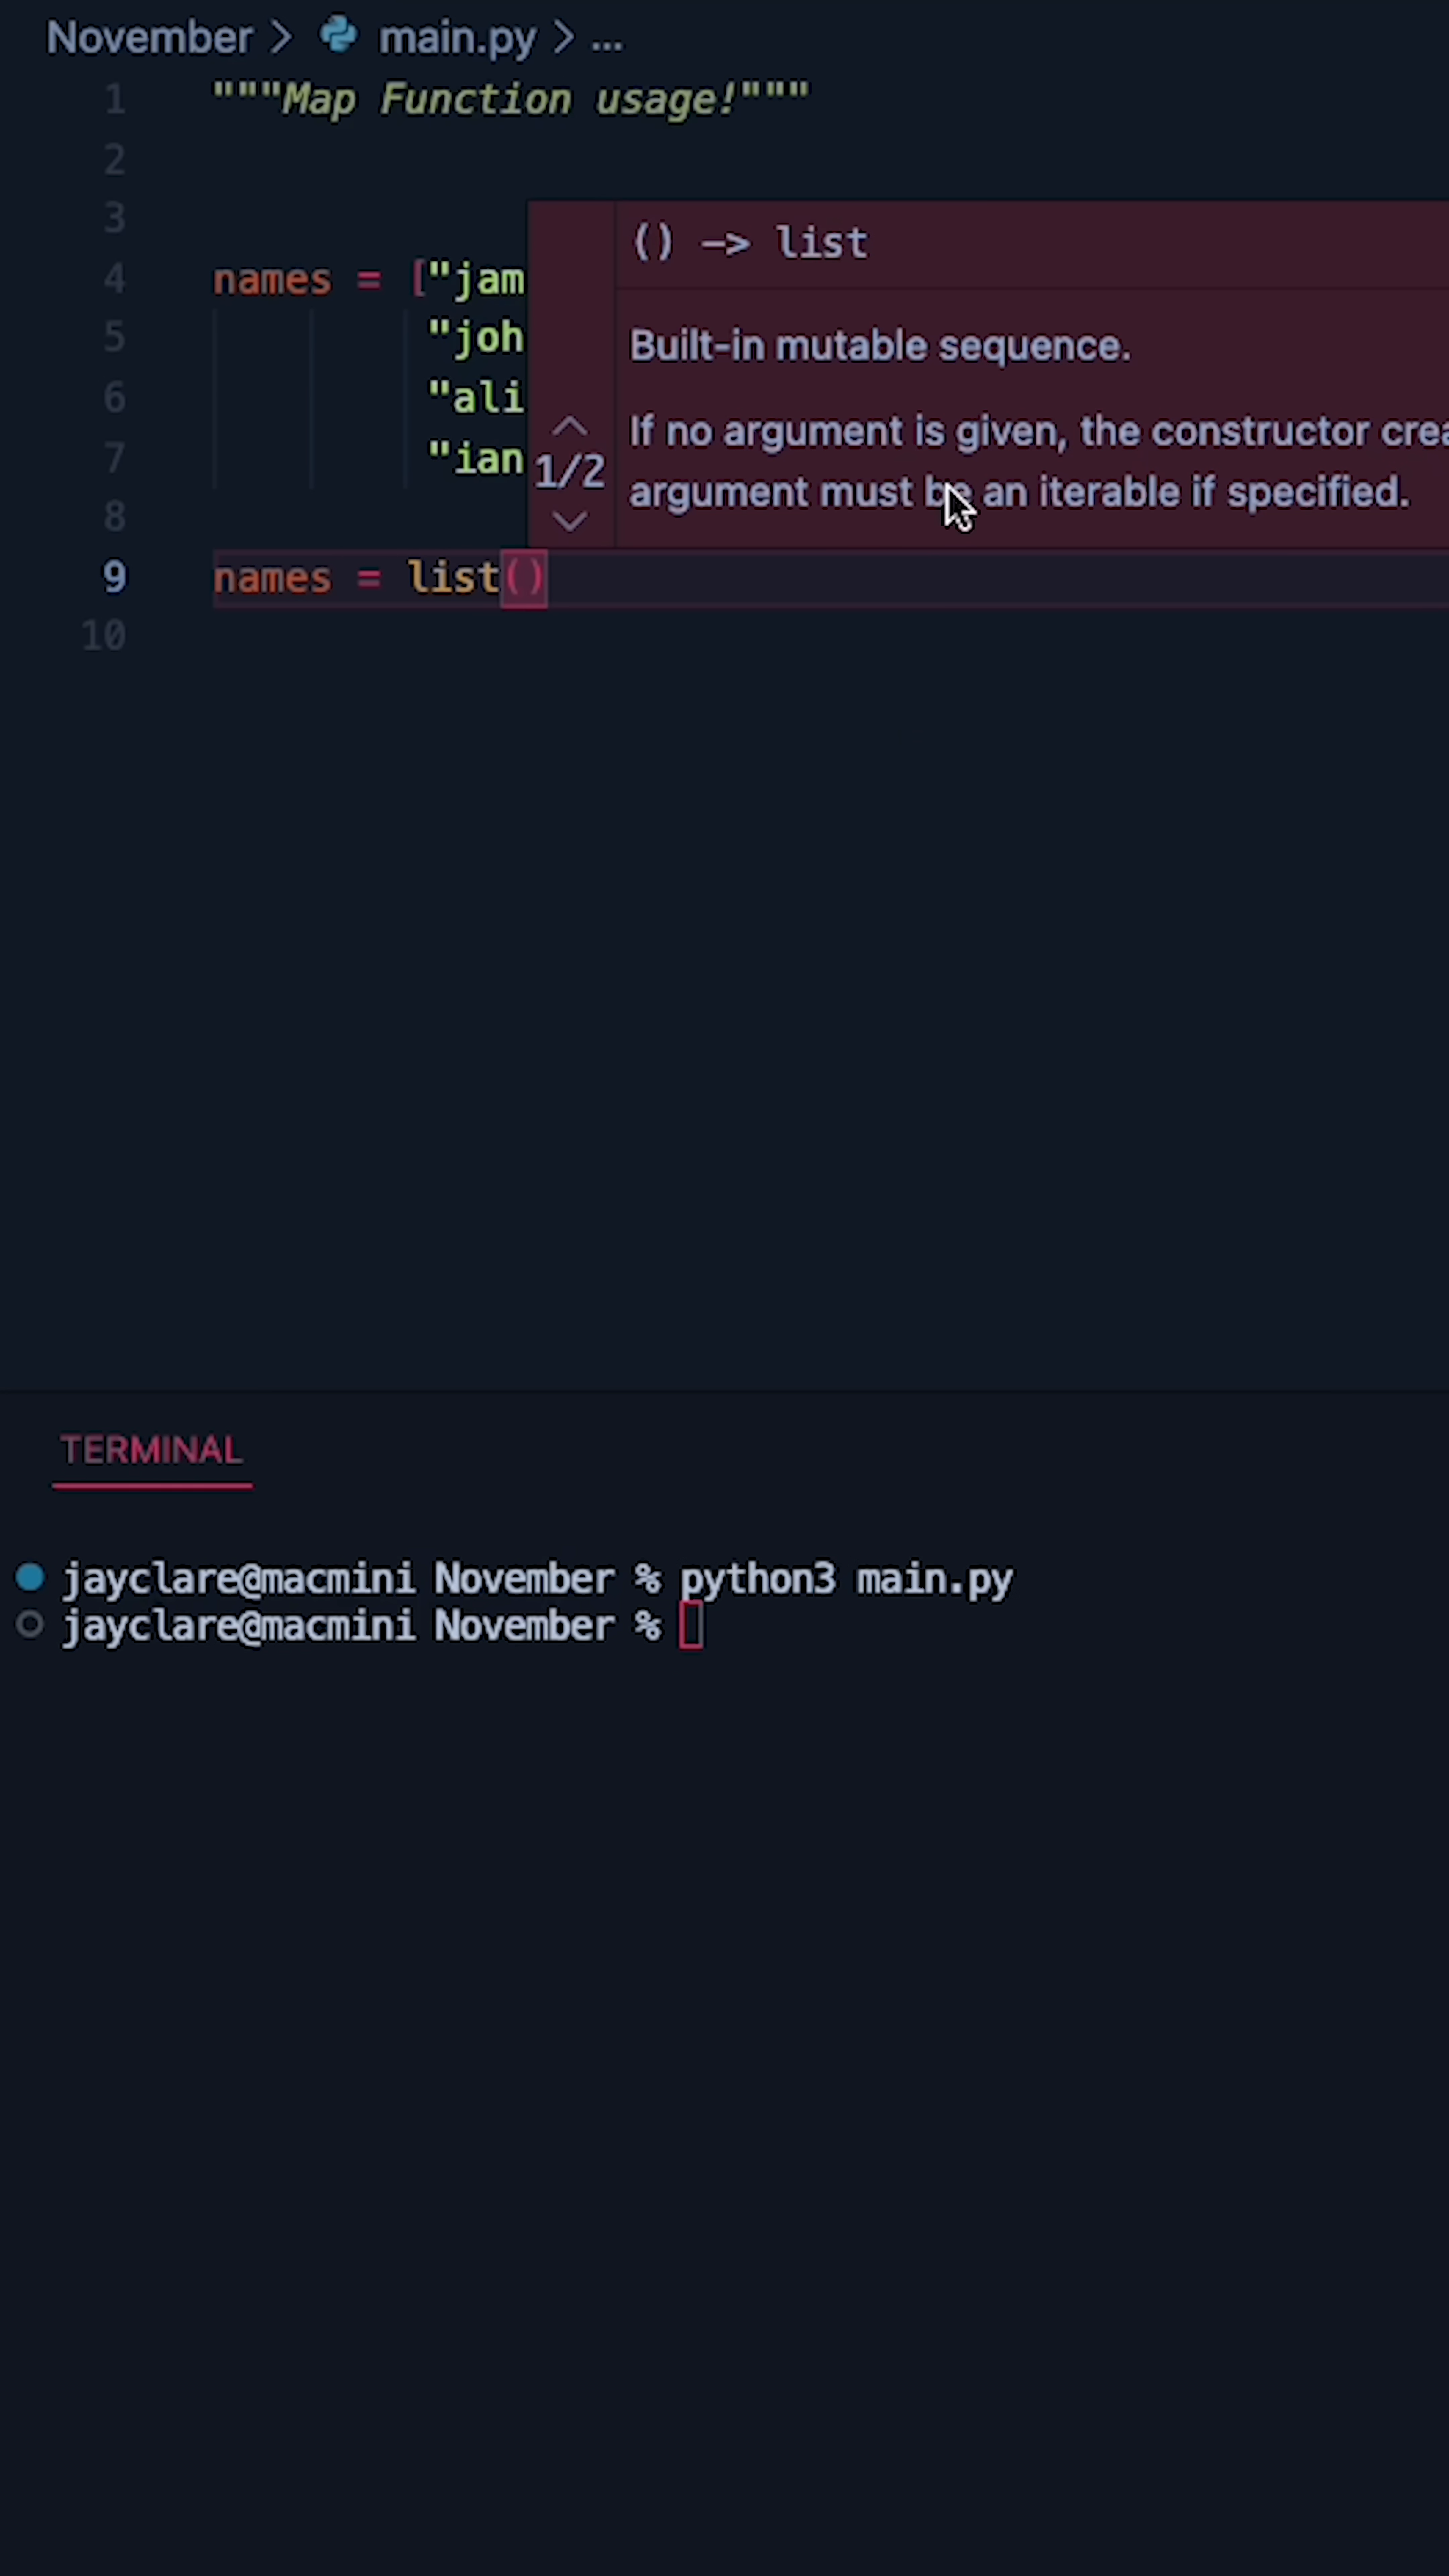 November > main.py > ...
1 """Map Function usage!"""
2
3
4 names = ["jam
5 "joh
6 "ali
7 "ian
8
9 names = list()
10
() -> list
Built-in mutable sequence.
If no argument is given, the constructor crea
argument must be an iterable if specified.
1/2
TERMINAL
jayclare@macmini November % python3 main.py
jayclare@macmini November %